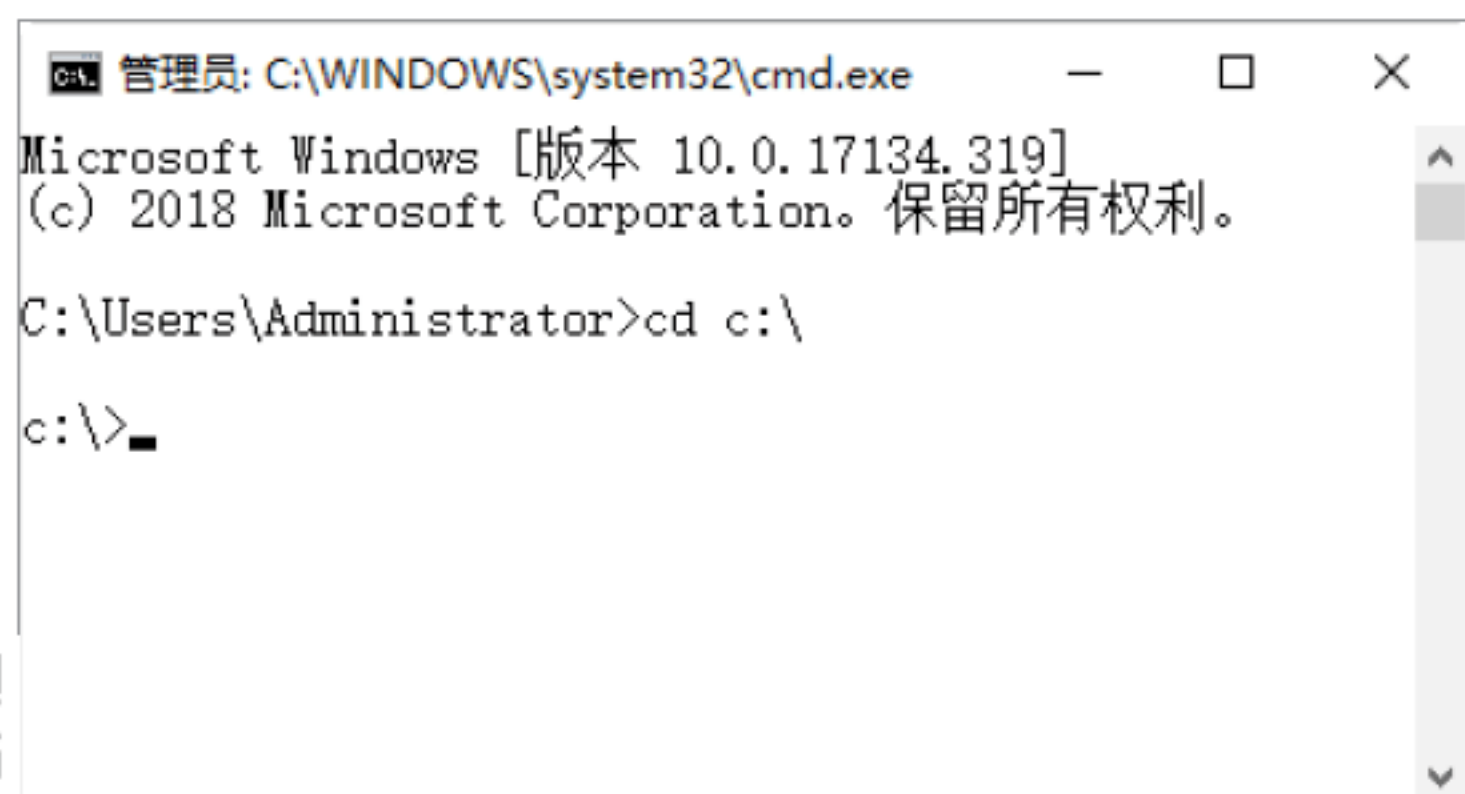 管理员: C:\WINDOWS\system32\cmd.exe
Microsoft Windows [版本 10.0.17134.319]
(c) 2018 Microsoft Corporation。保留所有权利。
C:\Users\Administrator>cd c:\
c:\>